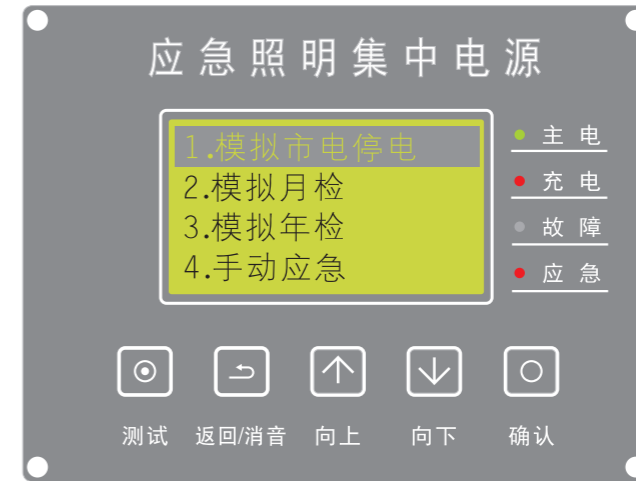 应急照明集中电源
1.模拟市电停电
2.模拟月检
3.模拟年检
4.手动应急
主电
充电
故障
应急
测试 返回/消音 向上 向下 确认